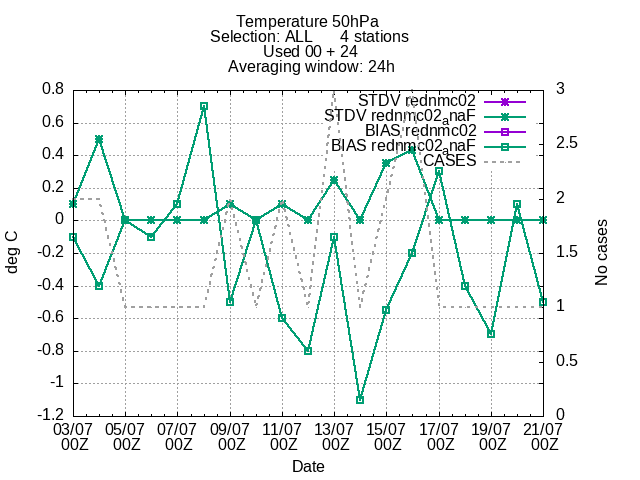 Temperature 50hPa
Selection: ALL      4 stations
Used 00 + 24
Averaging window: 24h
STDV rednmc02
STDV rednmc02_anaF
BIAS rednmc02
BIAS rednmc02_anaF
CASES
0.8
0.6
0.4
0.2
0
-0.2
-0.4
-0.6
-0.8
-1
-1.2
deg C
3
2.5
2
1.5
1
0.5
0
No cases
03/07 05/07 07/07 09/07 11/07 13/07 15/07 17/07 19/07 21/07
00Z 00Z 00Z 00Z 00Z 00Z 00Z 00Z 00Z 00Z
Date